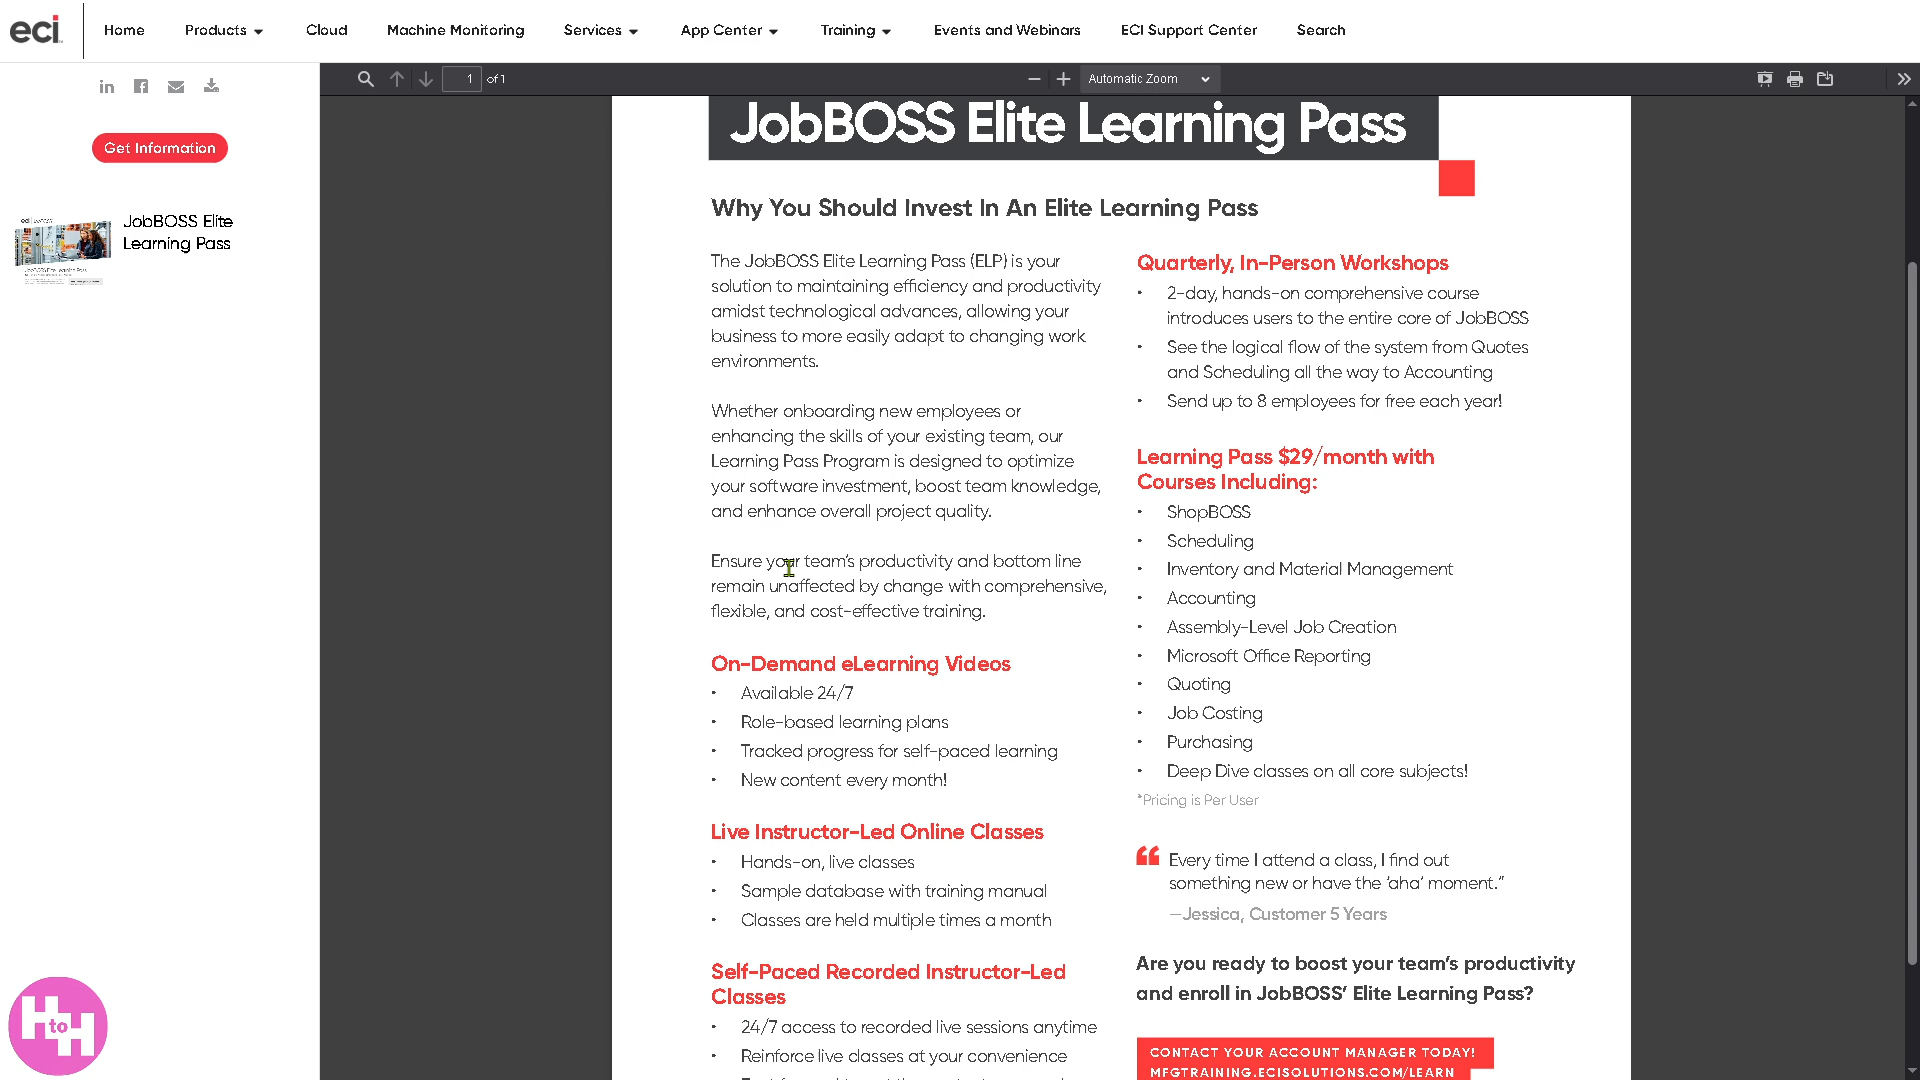 eci
Home
Products
Cloud
Machine Monitoring
Services
App Center
Training
Events and Webinars
ECI Support Center
Search
1 of 1
Automatic Zoom
Get Information
JobBOSS Elite
Learning Pass
JobBOSS Elite Learning Pass
Why You Should Invest In An Elite Learning Pass
The JobBOSS Elite Learning Pass (ELP) is your
solution to maintaining efficiency and productivity
amidst technological advances, allowing your
business to more easily adapt to changing work
environments.
Whether onboarding new employees or
enhancing the skills of your existing team, our
Learning Pass Program is designed to optimize
your software investment, boost team knowledge,
and enhance overall project quality.
Ensure your team's productivity and bottom line
remain unaffected by change with comprehensive,
flexible, and cost-effective training.
On-Demand eLearning Videos
• Available 24/7
• Role-based learning plans
• Tracked progress for self-paced learning
• New content every month!
Live Instructor-Led Online Classes
• Hands-on, live classes
• Sample database with training manual
• Classes are held multiple times a month
Self-Paced Recorded Instructor-Led
Classes
• 24/7 access to recorded live sessions anytime
• Reinforce live classes at your convenience
Quarterly, In-Person Workshops
• 2-day, hands-on comprehensive course
introduces users to the entire core of JobBOSS
• See the logical flow of the system from Quotes
and Scheduling all the way to Accounting
• Send up to 8 employees for free each year!
Learning Pass $29/month with
Courses Including:
• ShopBOSS
• Scheduling
• Inventory and Material Management
• Accounting
• Assembly-Level Job Creation
• Microsoft Office Reporting
• Quoting
• Job Costing
• Purchasing
• Deep Dive classes on all core subjects!
*Pricing is Per User
“Every time I attend a class, I find out
something new or have the 'aha' moment.”
—Jessica, Customer 5 Years
Are you ready to boost your team's productivity
and enroll in JobBOSS' Elite Learning Pass?
CONTACT YOUR ACCOUNT MANAGER TODAY!
MFGTRAINING.ECISOLUTIONS.COM/LEARN
H to H